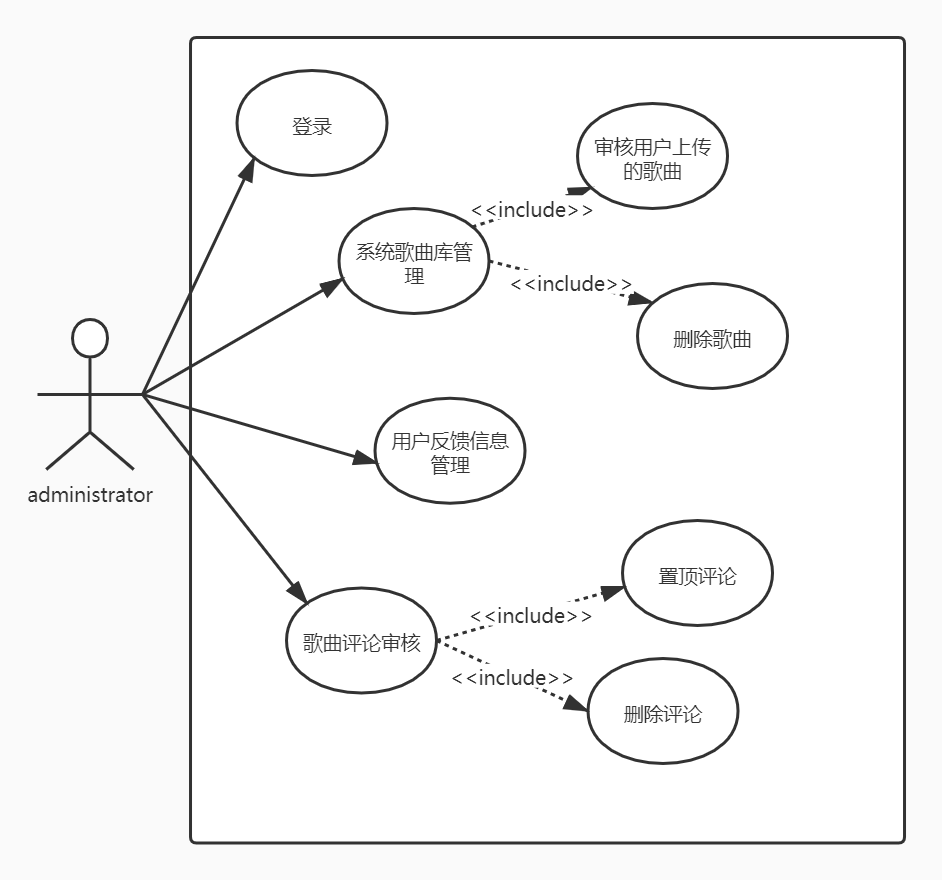 登录
审核用户上传
的歌曲
<<include>>
系统歌曲库管
理
<<include>>
删除歌曲
用户反馈信息
管理
administrator
置顶评论
<<include>>
歌曲评论审核
<<include>>
删除评论